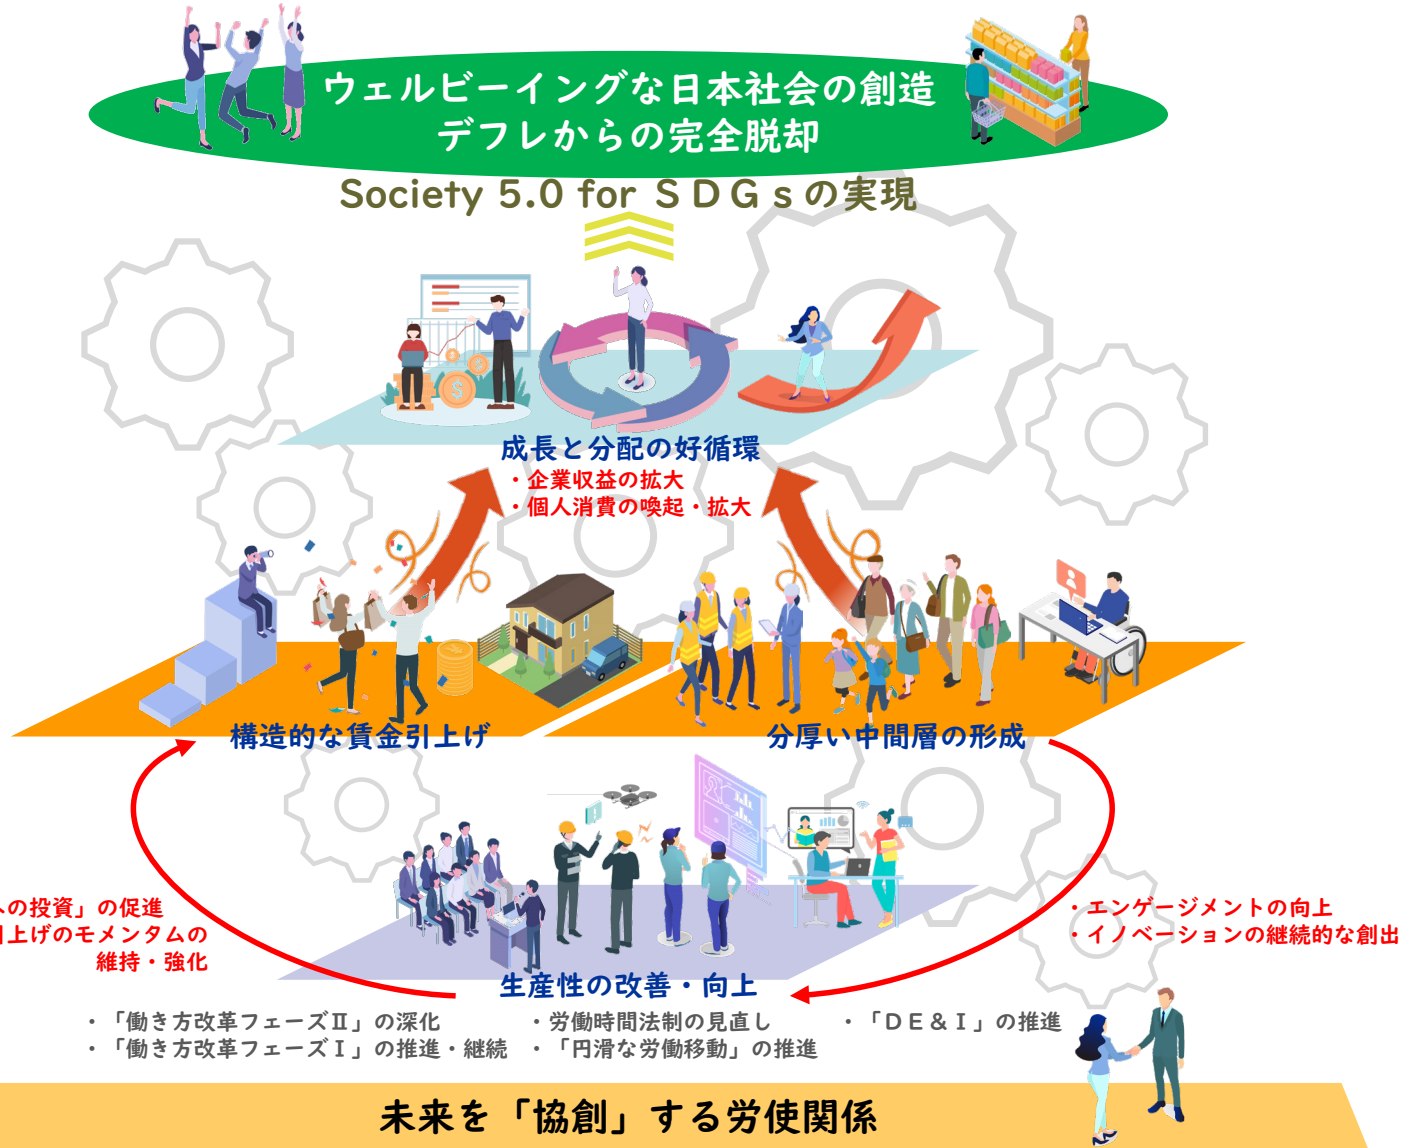 ウェルビーイングな日本社会の創造
デフレからの完全脱却
Society 5.0 for ＳＤＧｓの実現
成長と分配の好循環
・企業収益の拡大
・個人消費の喚起・拡大
構造的な賃金引上げ
分厚い中間層の形成
の投資」の促進
上げのモメンタムの
維持・強化
・エンゲージメントの向上
・イノベーションの継続的な創出
生産性の改善・向上
・「働き方改革フェーズⅡ」の深化
・労働時間法制の見直し
・「ＤＥ＆Ｉ」の推進
・「働き方改革フェーズⅠ」の推進・継続
・「円滑な労働移動」の推進
未来を「協創」する労使関係